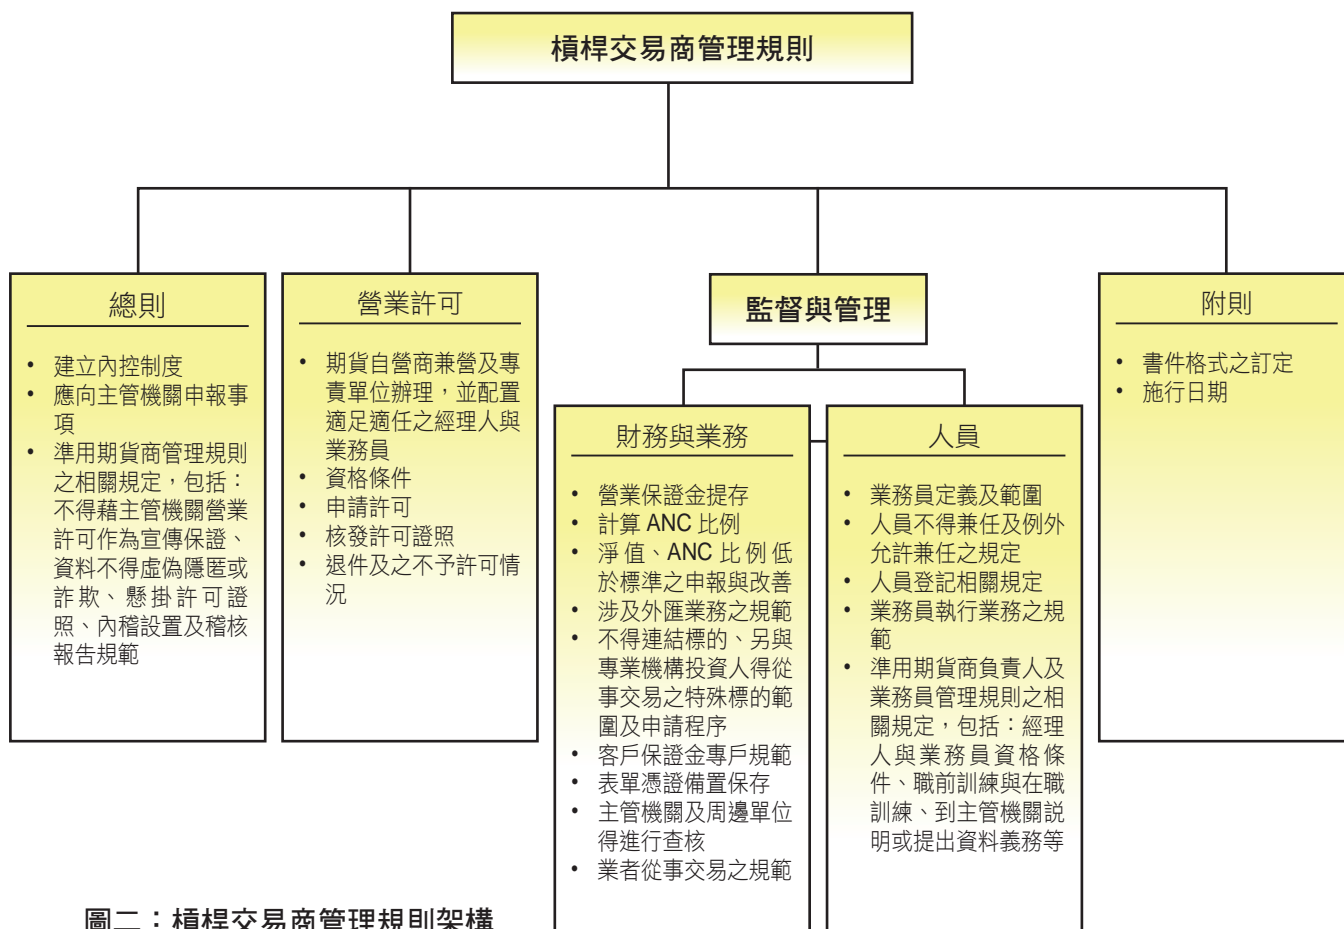 槓桿交易商管理規則
總則
• 建立內控制度
• 應向主管機關申報事
項
• 準用期貨商管理規則
之相關規定，包括：
不得藉主管機關營業
許可作為宣傳保證、
資料不得虛偽隱匿或
詐欺、懸掛許可證
照、內稽設置及稽核
報告規範
營業許可
• 期貨自營商兼營及專
責單位辦理，並配置
適足適任之經理人與
業務員
• 資格條件
• 申請許可
• 核發許可證照
• 退件及之不予許可情
況
監督與管理
財務與業務
• 營業保證金提存
• 計算 ANC 比例
• 淨值、ANC 比例低
於標準之申報與改善
• 涉及外匯業務之規範
• 不得連結標的、另與
專業機構投資人得從
事交易之特殊標的範
圍及申請程序
• 客戶保證金專戶規範
• 表單憑證備置保存
• 主管機關及周邊單位
得進行查核
• 業者從事交易之規範
人員
• 業務員定義及範圍
• 人員不得兼任及例外
允許兼任之規定
• 人員登記相關規定
• 業務員執行業務之規
範
• 準用期貨商負責人及
業務員管理規則之相
關規定，包括：經理
人與業務員資格條
件、職前訓練與在職
訓練、到主管機關說
明或提出資料義務等
附則
• 書件格式之訂定
• 施行日期
圖二：槓桿交易商管理規則架構